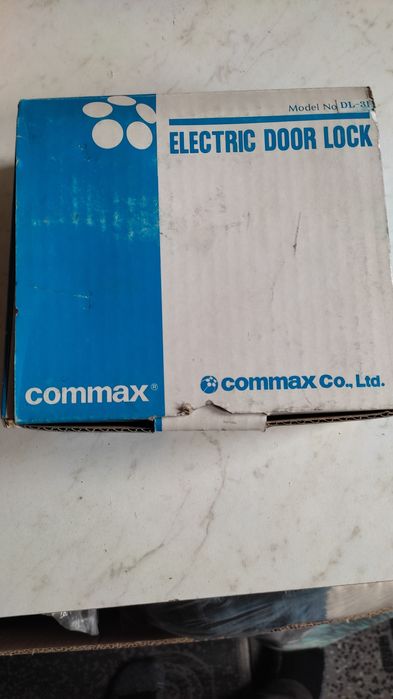 Model No DL-3
ELECTRIC DOOR LOCK
commax®
commax Co., Ltd.